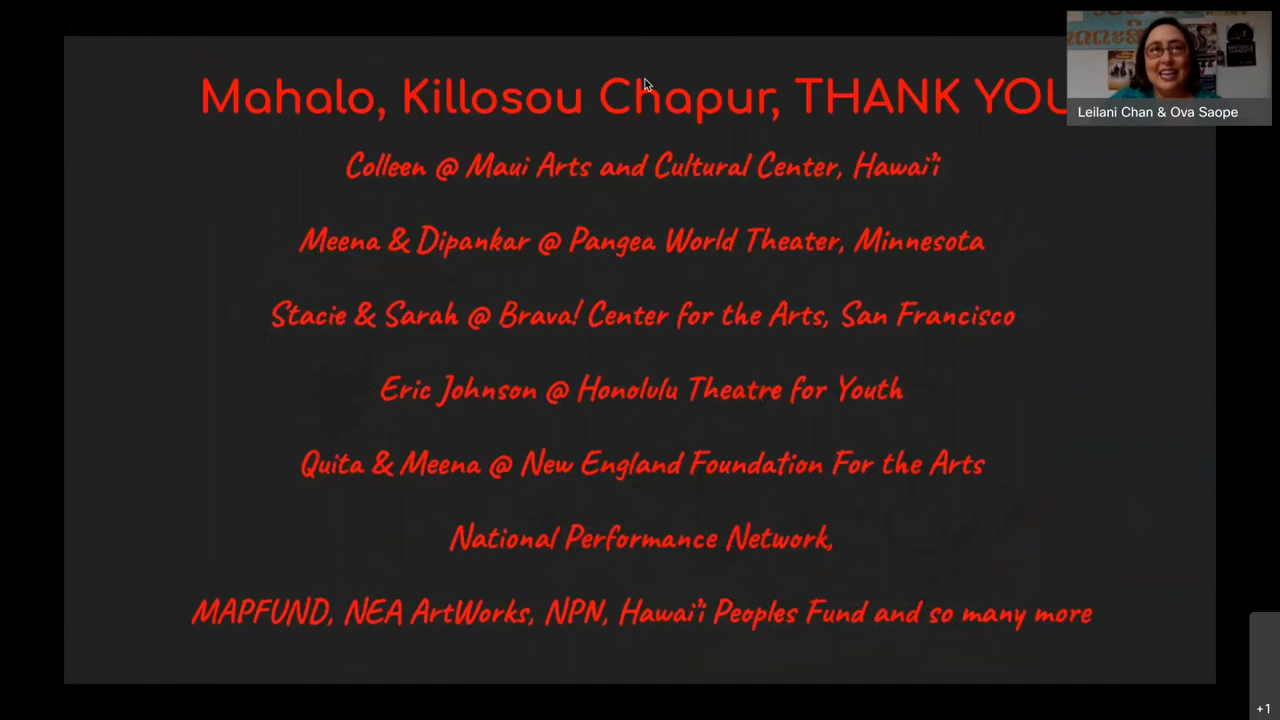 Mahalo, Killosou Chapur, THANK YOU
Colleen @ Maui Arts and Cultural Center, Hawai'i
Meena & Dipankar @ Pangea World Theater, Minnesota
Stacie & Sarah @ Brava! Center for the Arts, San Francisco
Eric Johnson @ Honolulu Theatre for Youth
Quita & Meena @ New England Foundation For the Arts
National Performance Network,
MAPFUND, NEA ArtWorks, NPN, Hawai'i Peoples Fund and so many more
Leilani Chan & Ova Saope
+1